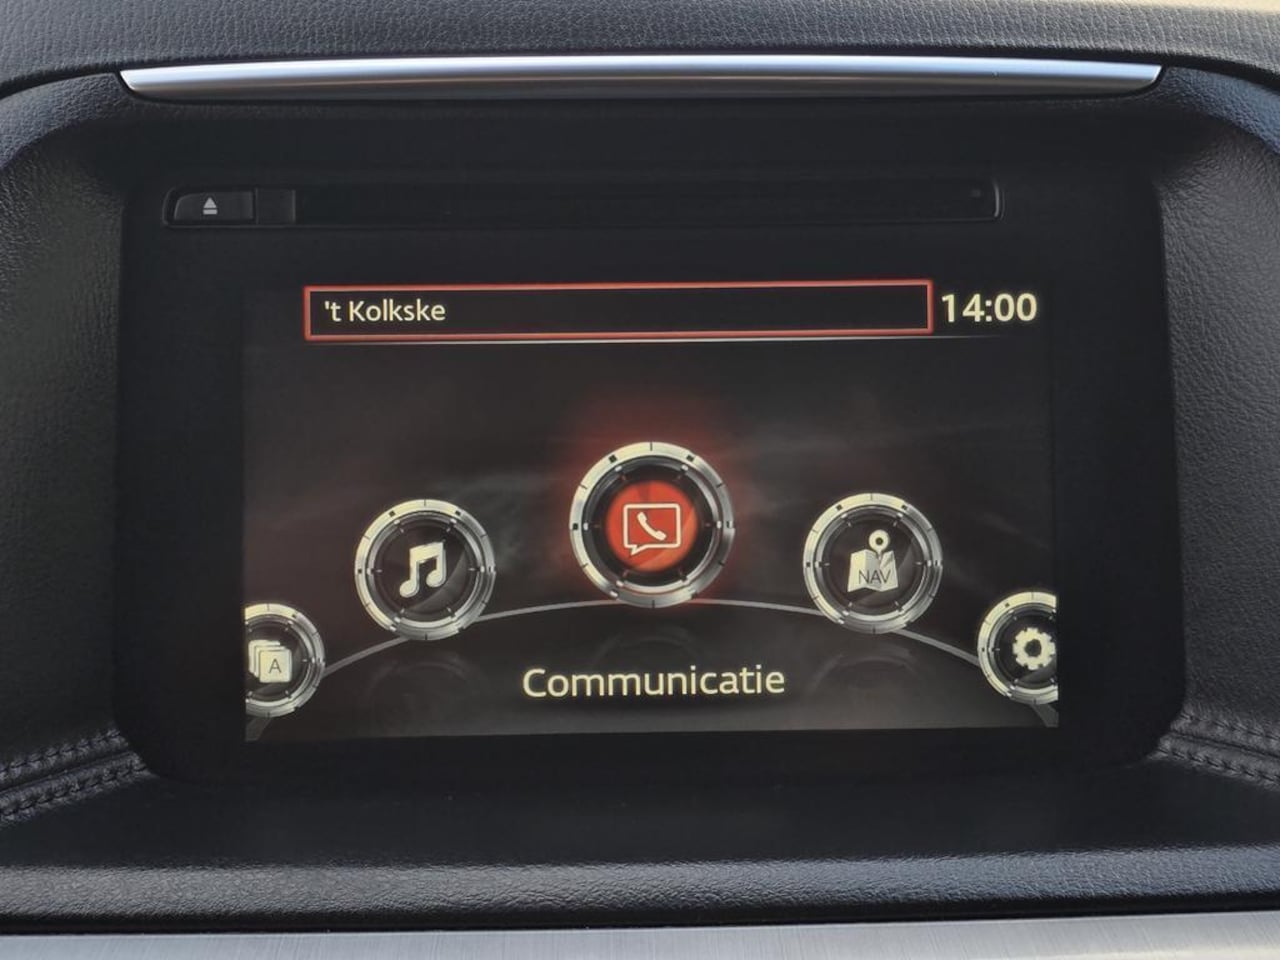 't Kolkske
14:00
NAV
A
Communicatie